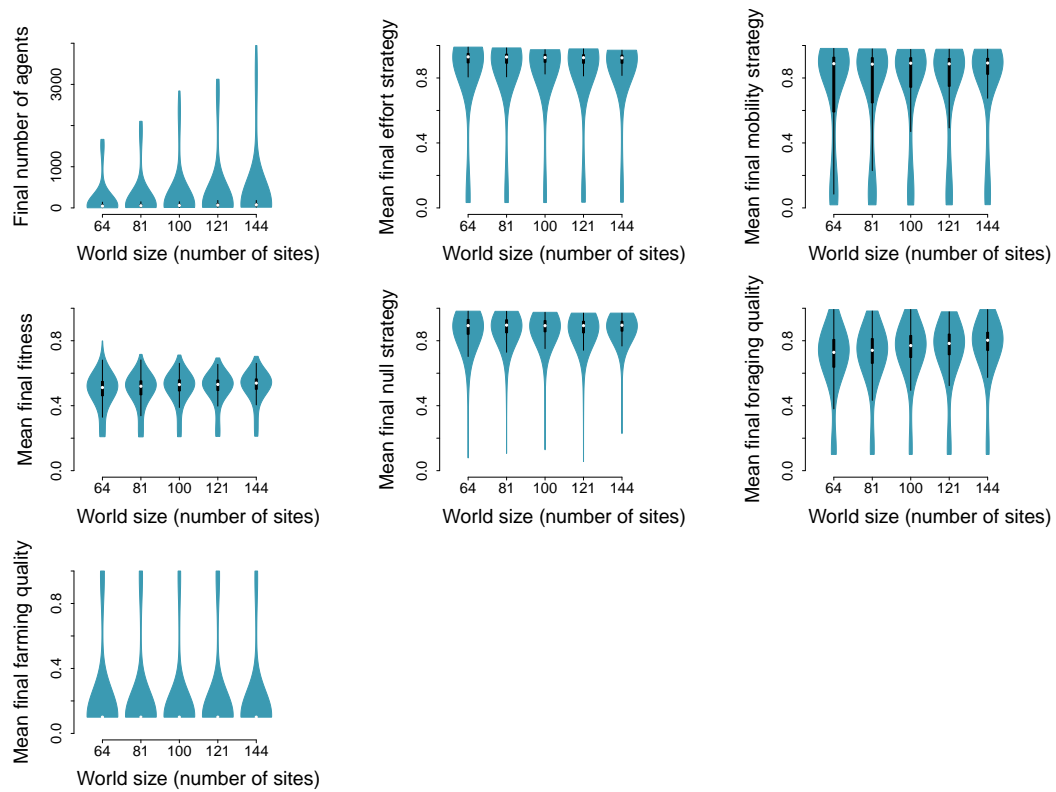 Final number of agents
0 1000 3000
64 81 100 121 144
World size (number of sites)
Mean final effort strategy
0.0 0.4 0.8
64 81 100 121 144
World size (number of sites)
Mean final mobility strategy
0.0 0.4 0.8
64 81 100 121 144
World size (number of sites)
Mean final fitness
0.0 0.4 0.8
64 81 100 121 144
World size (number of sites)
Mean final null strategy
0.0 0.4 0.8
64 81 100 121 144
World size (number of sites)
Mean final foraging quality
0.0 0.4 0.8
64 81 100 121 144
World size (number of sites)
Mean final farming quality
0.0 0.4 0.8
64 81 100 121 144
World size (number of sites)